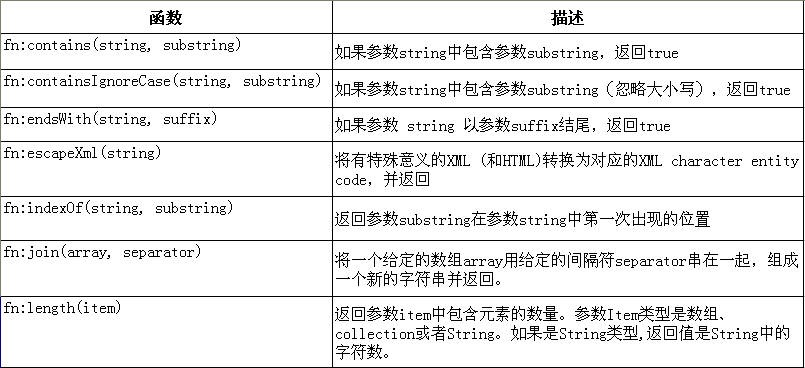 函数 描述
fn:contains(string, substring) 如果参数string中包含参数substring，返回true
fn:containsIgnoreCase(string, substring) 如果参数string中包含参数substring（忽略大小写）,返回true
fn:endsWith(string, suffix) 如果参数 string 以参数suffix结尾，返回true
fn:escapeXml(string) 将有特殊意义的XML (和HTML)转换为对应的XML character entity
code，并返回
fn:indexOf(string, substring) 返回参数substring在参数string中第一次出现的位置
fn:join(array, separator) 将一个给定的数组array用给定的间隔符separator串在一起，组成
一个新的字符串并返回。
fn:length(item) 返回参数item中包含元素的数量。参数Item类型是数组、
collection或者String。如果是String类型,返回值是String中的
字符数。